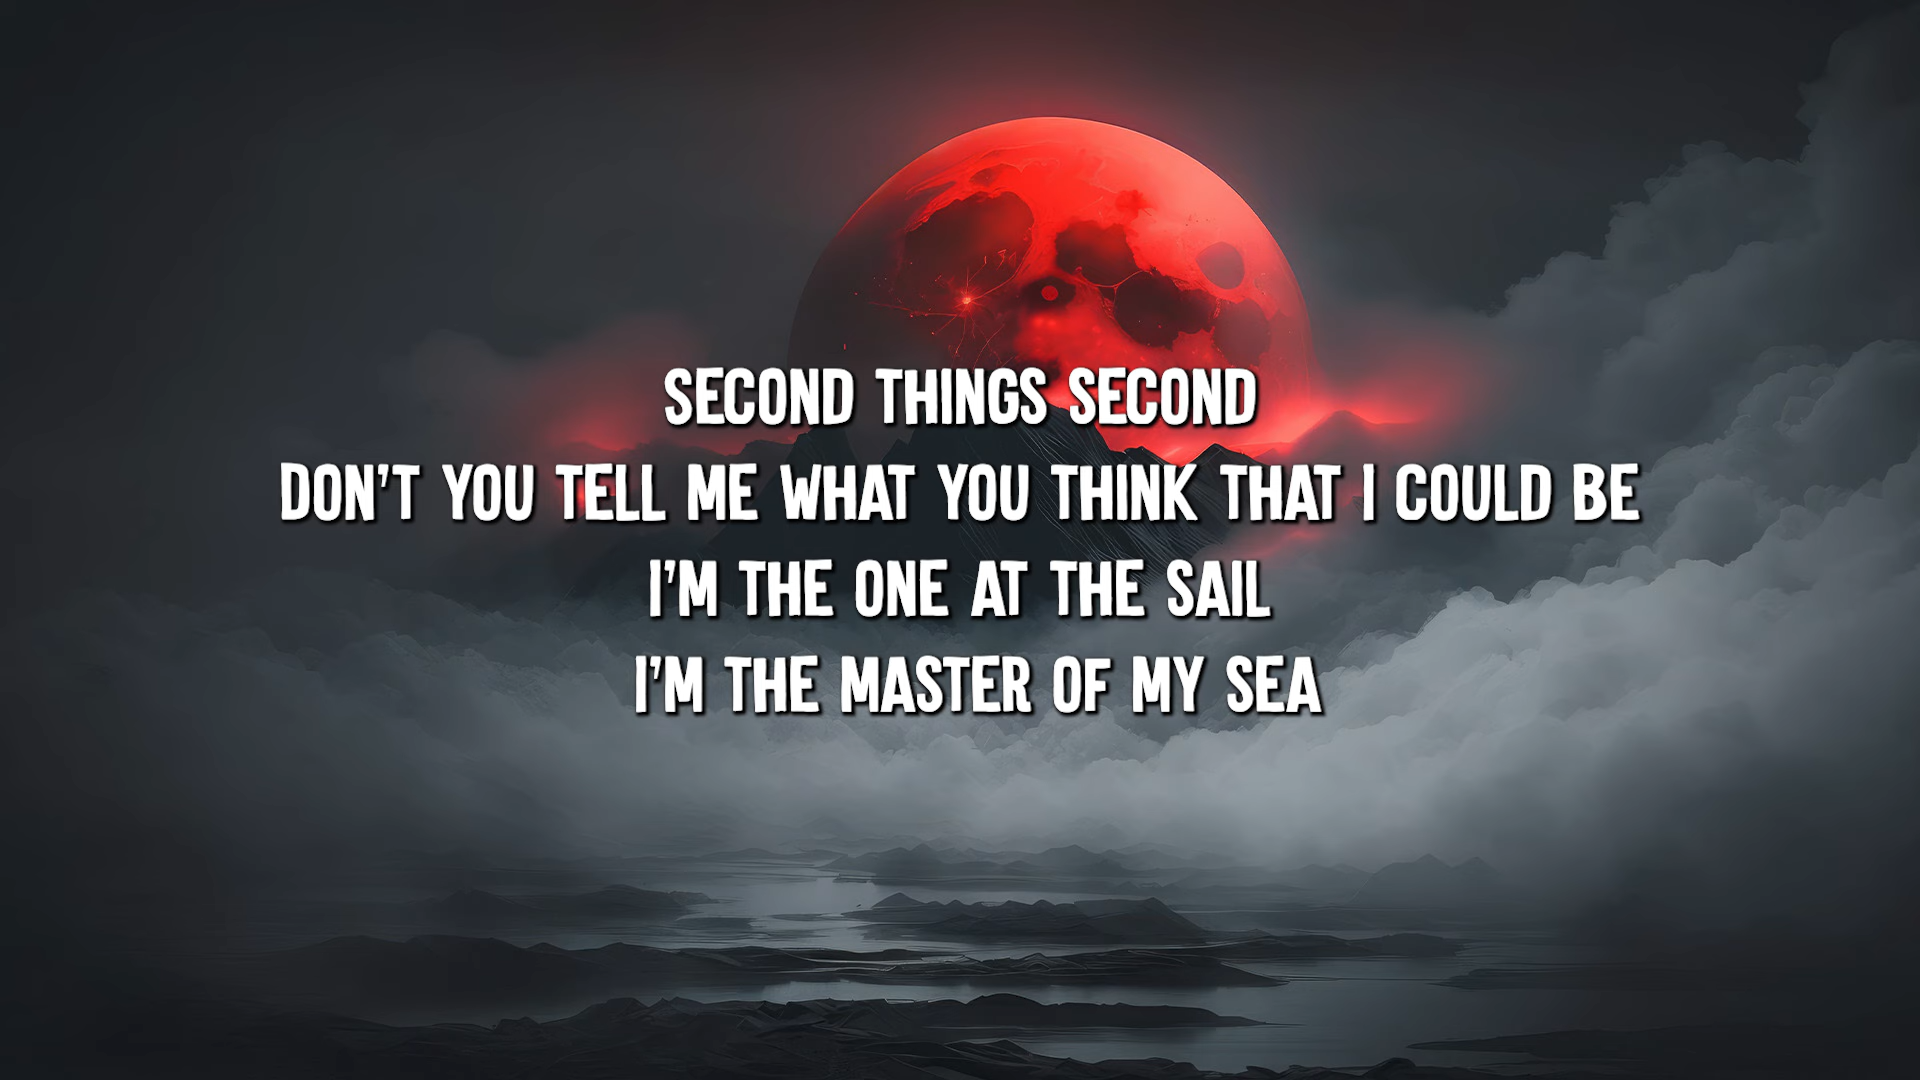 SECOND THINGS SECOND
DON'T YOU TELL ME WHAT YOU THINK THAT I COULD BE
I'M THE ONE AT THE SAIL
I'M THE MASTER OF MY SEA